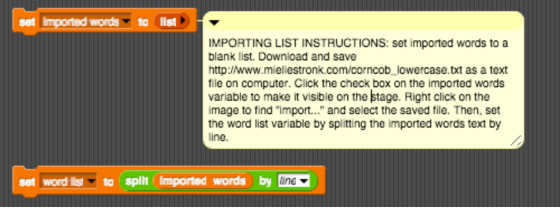 set imported words to list
IMPORTING LIST INSTRUCTIONS: set imported words to a
blank list. Download and save
http://www.mieliestronk.com/corncob_lowercase.txt as a text
file on computer. Click the check box on the imported words
variable to make it visible on the stage. Right click on the
image to find "import..." and select the saved file. Then, set
the word list variable by splitting the imported words text by
line.
set word list to split imported words by line